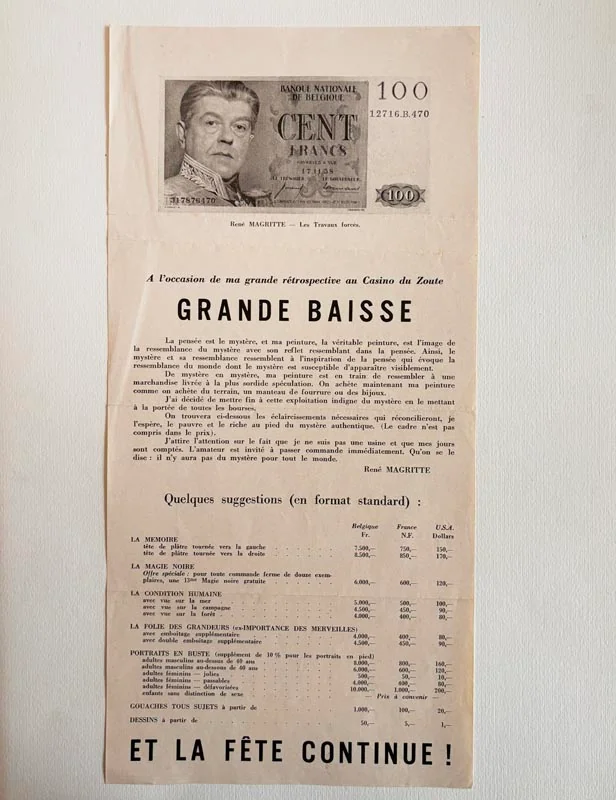 BANQUE NATIONALE
DE BELGIQUE
CENT
FRANCS
17.11.58
LE TRÉSORIER LE GOUVERNEUR
317876470
100
12716.B.470
100
René MAGRITTE — Les Travaux forcés.
A l'occasion de ma grande rétrospective au Casino du Zoute
GRANDE BAISSE
La pensée est le mystère, et ma peinture, la véritable peinture, est l'image de
la ressemblance du mystère avec son reflet ressemblant dans la pensée. Ainsi, le
mystère et sa ressemblance ressemblent à l'inspiration de la pensée qui évoque la
ressemblance du monde dont le mystère est susceptible d'apparaître visiblement.
De mystère en mystère, ma peinture est en train de ressembler à une
marchandise livrée à la plus sordide spéculation. On achète maintenant ma peinture
comme on achète du terrain, un manteau de fourrure ou des bijoux.
J'ai décidé de mettre fin à cette exploitation indigne du mystère en le mettant
à la portée de toutes les bourses.
On trouvera ci-dessous les éclaircissements nécessaires qui réconcilieront, je
l'espère, le pauvre et le riche au pied du mystère authentique. (Le cadre n'est pas
compris dans le prix).
J'attire l'attention sur le fait que je ne suis pas une usine et que mes jours
sont comptés. L'amateur est invité à passer commande immédiatement. Qu'on se le
dise : il n'y aura pas du mystère pour tout le monde.
René MAGRITTE
Quelques suggestions (en format standard) :
Belgique France U.S.A.
Fr. N.F. Dollars
LA MEMOIRE
tête de plâtre tournée vers la gauche 7.500,— 750,— 150,—
tête de plâtre tournée vers la droite 8.500,— 850,— 170,—
LA MAGIE NOIRE
Offre spéciale : pour toute commande ferme de douze exem-
plaires, une 13me Magie noire gratuite 6.000,— 600,— 120,—
LA CONDITION HUMAINE
avec vue sur la mer 5.000,— 500,— 100,—
avec vue sur la campagne 4.500,— 450,— 90,—
avec vue sur la forêt 4.000,— 400,— 80,—
LA FOLIE DES GRANDEURS (ex-IMPORTANCE DES MERVEILLES)
avec emboîtage supplémentaire 4.000,— 400,— 80,—
avec double emboîtage supplémentaire 4.500,— 450,— 90,—
PORTRAITS EN BUSTE (supplément de 10 % pour les portraits en pied)
adultes masculins au-dessus de 40 ans 8.000,— 800,— 160,—
adultes masculins au-dessous de 40 ans 6.000,— 600,— 120,—
adultes féminins — jolies 500,— 50,— 10,—
adultes féminins — passables 4.000,— 400,— 80,—
adultes féminins — défavorisées 10.000,— 1.000,— 200,—
enfants sans distinction de sexe — Prix à convenir —
GOUACHES TOUS SUJETS à partir de 1.000,— 100,— 20,—
DESSINS à partir de 50,— 5,— 1,—
ET LA FÊTE CONTINUE !